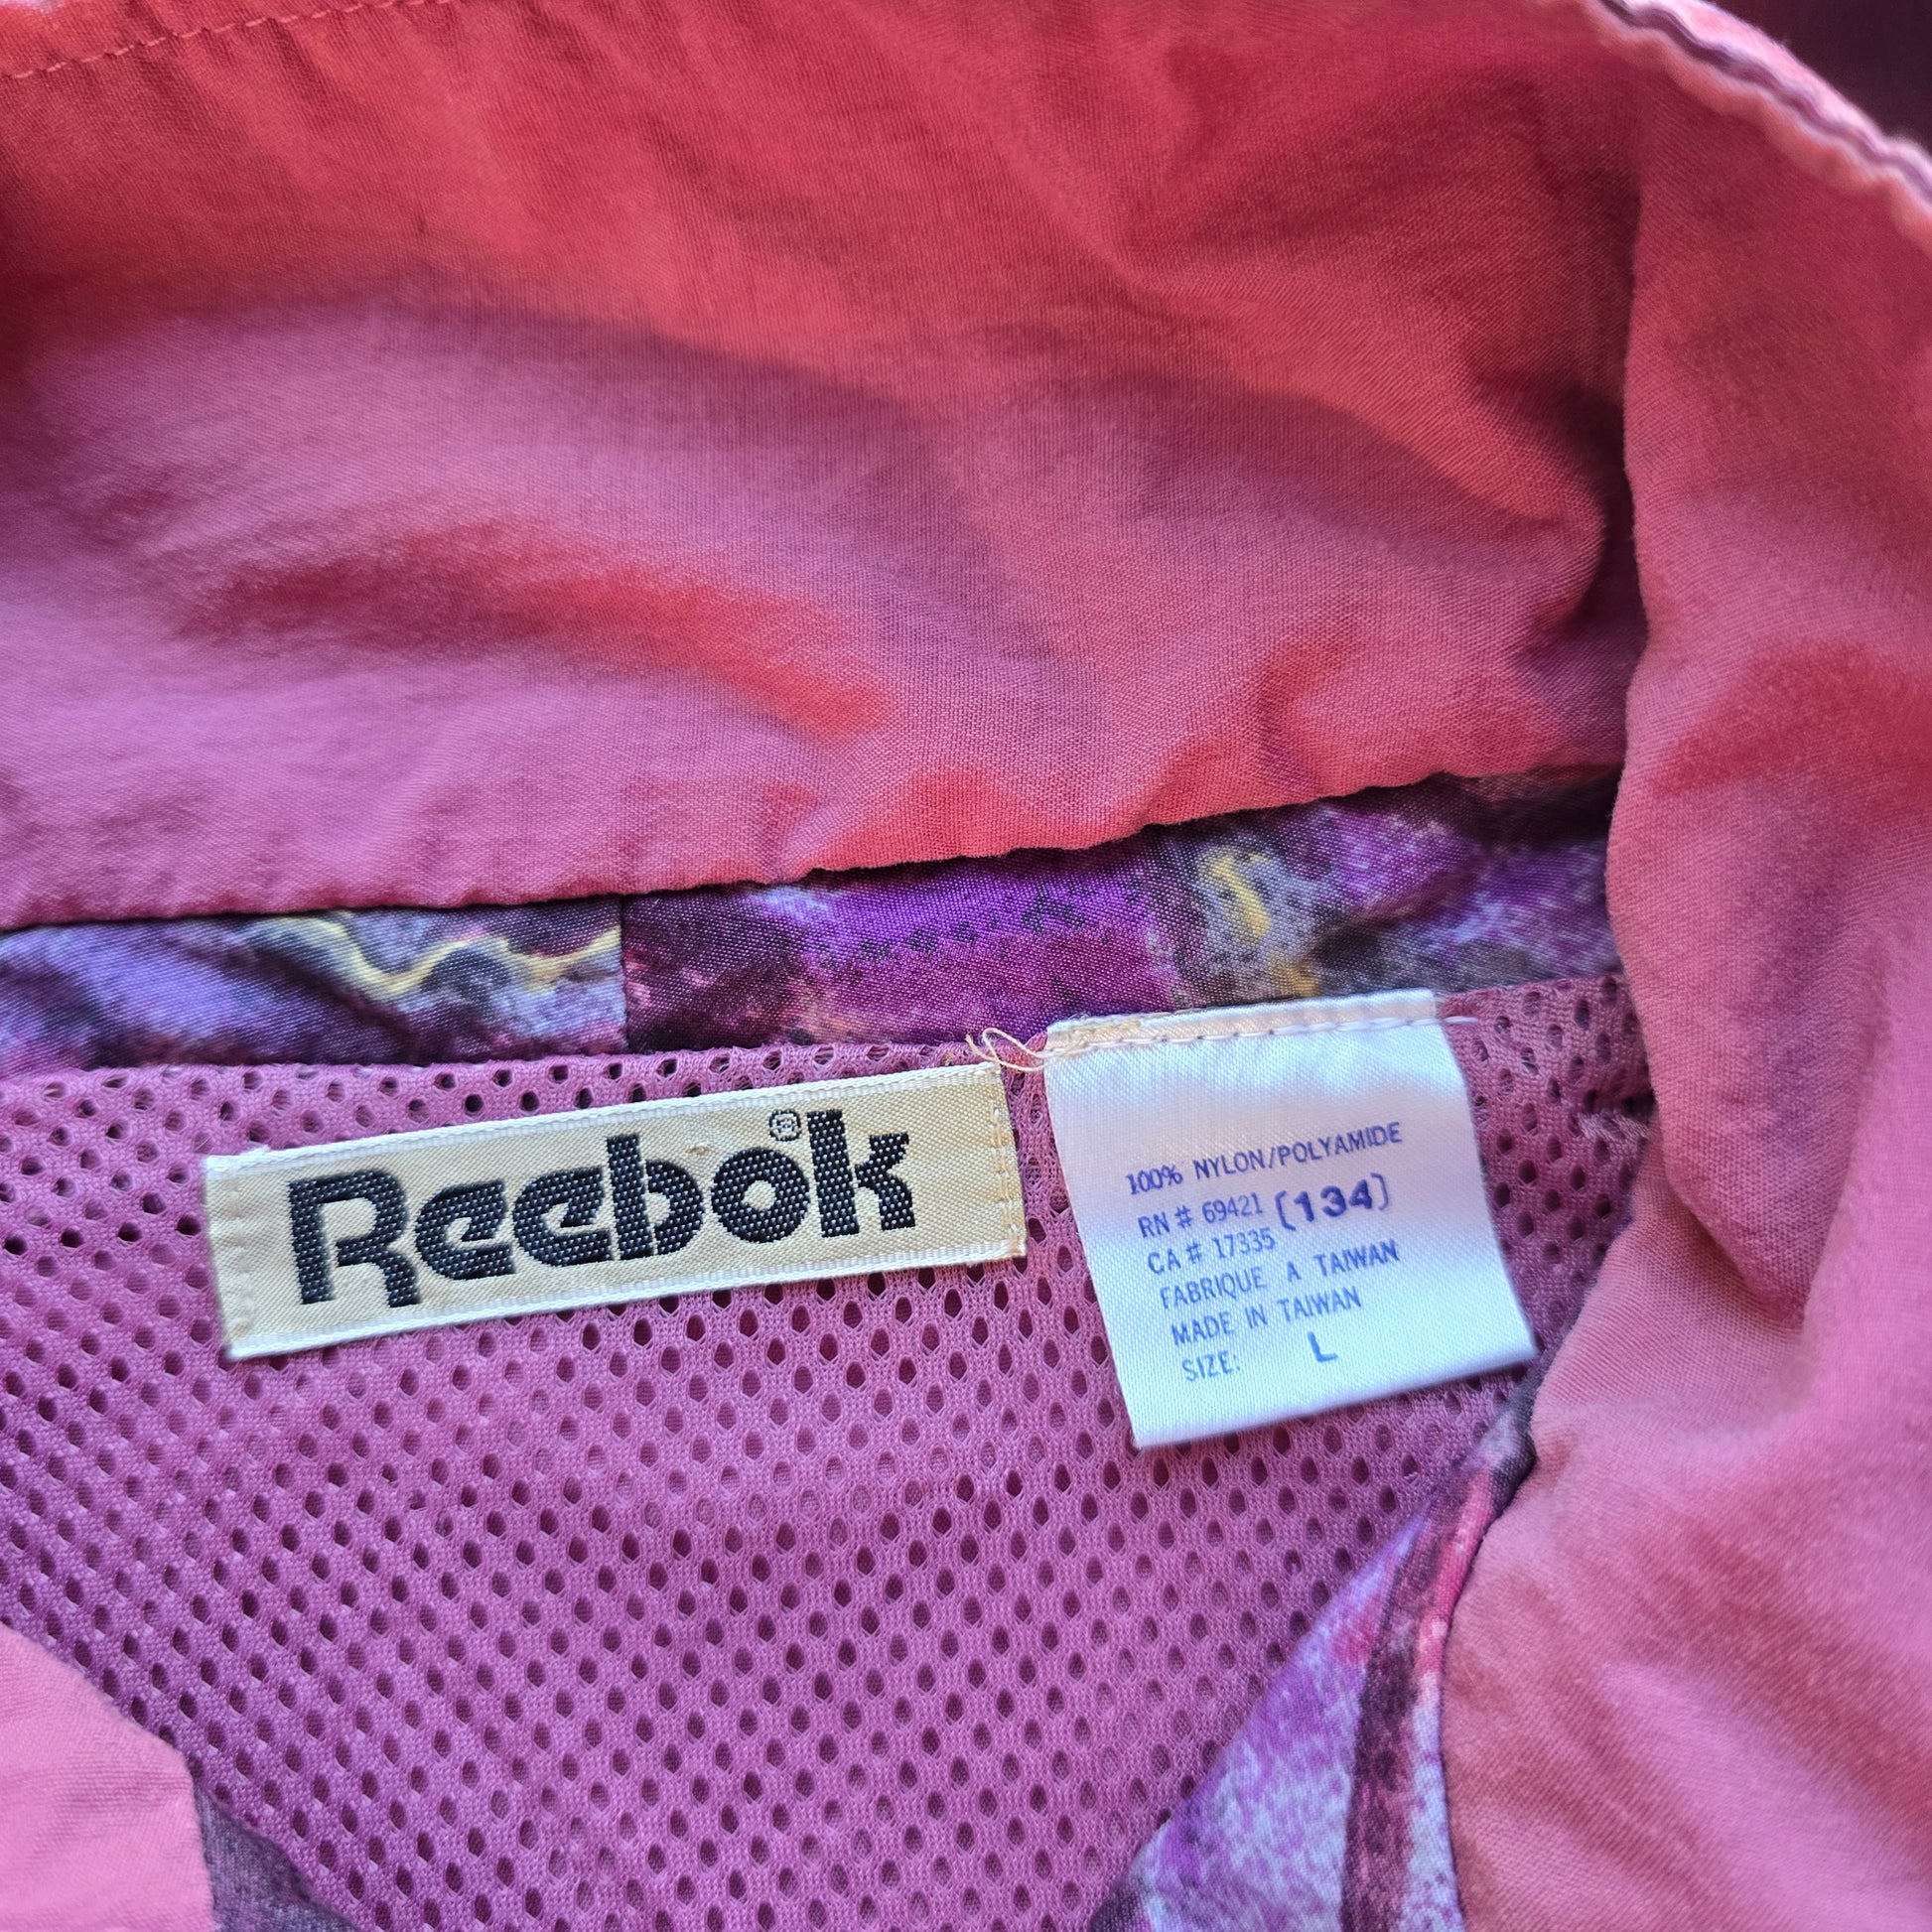 Reebok®
100% NYLON/POLYAMIDE
RN # 69421 (134)
CA # 17335
FABRIQUE A TAIWAN
MADE IN TAIWAN
SIZE: L